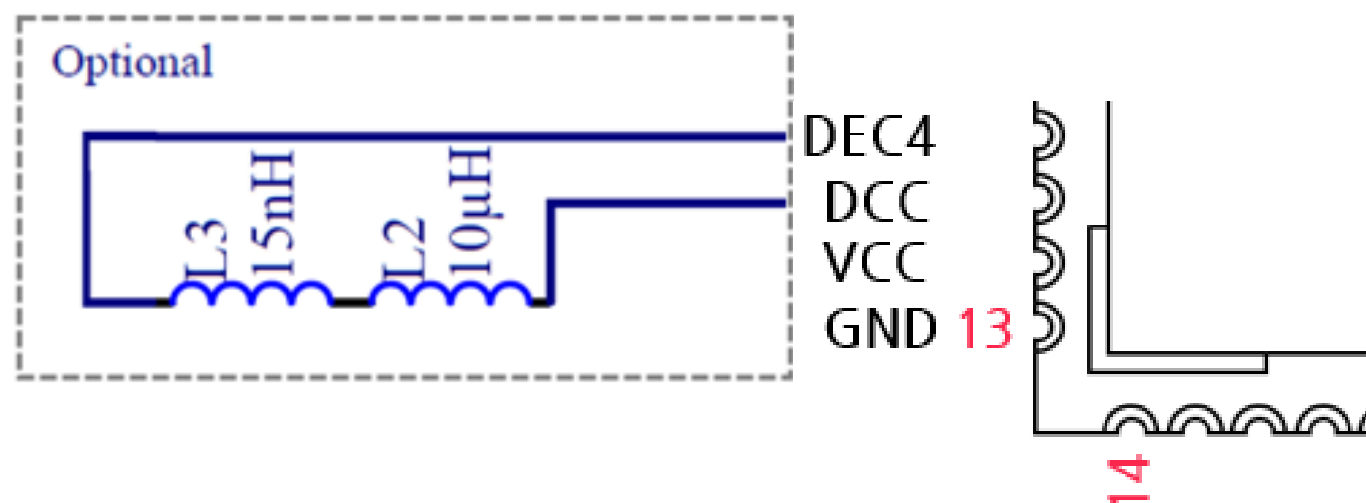 Optional
DEC4
DCC
VCC
GND 13
L3
15nH
L2
10µH
14